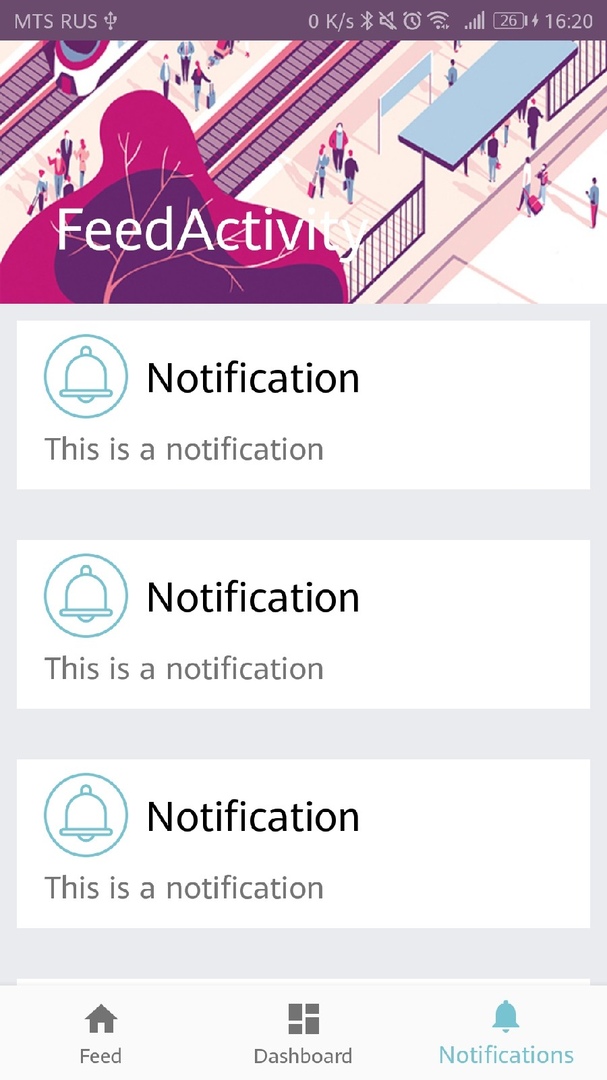 MTS RUS 0 K/s 26 16:20
FeedActivity
Notification
This is a notification
Notification
This is a notification
Notification
This is a notification
Feed Dashboard Notifications